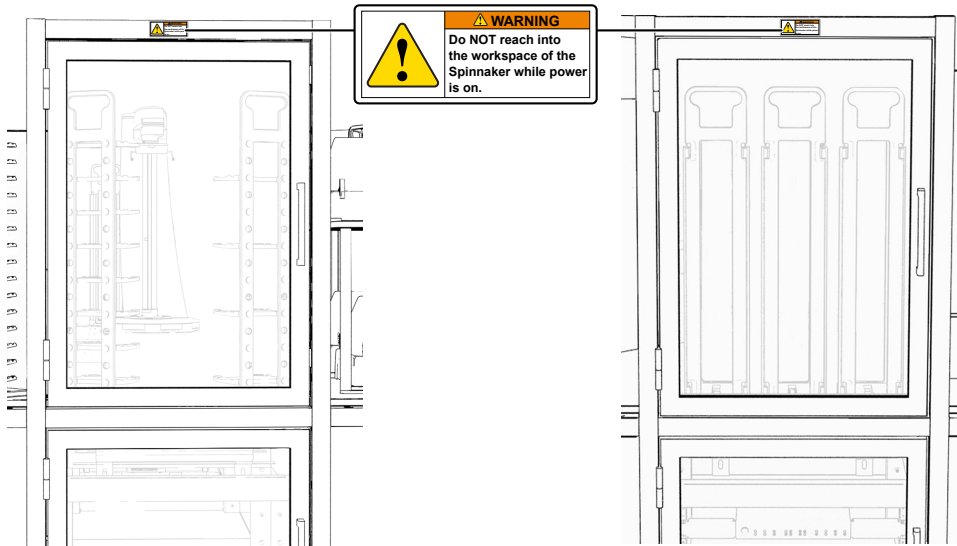 WARNING
Do NOT reach into
the workspace of the
Spinnaker while power
is on.